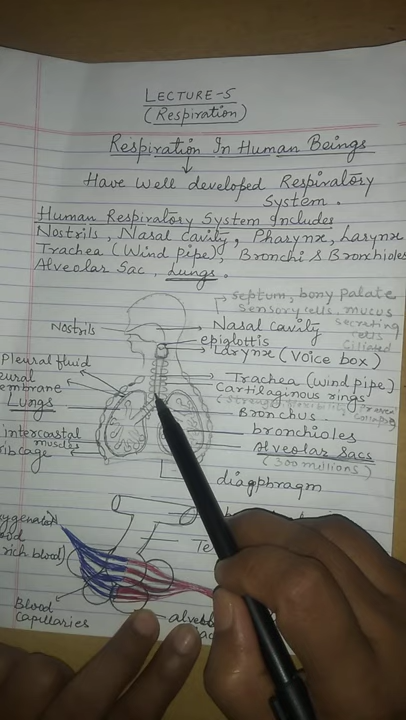 LECTURE-5
(Respiration)
Respiration In Human Beings
Have well developed Respiratory
System.
Human Respiratory System Includes
Nostrils, Nasal Cavity, Pharynx, Larynx
Trachea (Wind pipe), Bronchi & Bronchioles
Alveolar Sac, Lungs.
septum, bony palate
Sensory cells, mucus
secreting
cells
Ciliated
Nostrils
Nasal cavity
epiglottis
Larynx (Voice box)
Pleural fluid
Trachea (wind pipe)
Cartilaginous rings
Lungs
Bronchus
bronchioles
intercostal
muscles
Alveolar Sacs
(300 millions)
diagphragm
rich blood)
Blood
Capillaries